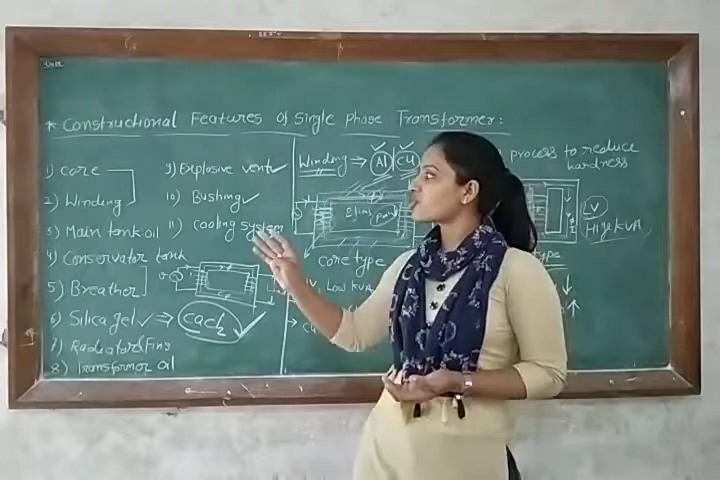 * Constructional Features of Single Phase Transformer:
1) Core
2) Winding
3) Main tank oil
4) Conservator tank
5) Breather
6) Silica gel ✓ ⇒ CaCl2 ✓
7) Radiator & Fins
8) Transformer oil
9) Explosive vent ✓
10) Bushing ✓
11) Cooling system
Winding ⇒ Al Cu
core type
Low KVA
process to reduce
hardness
LV
High KVA
type